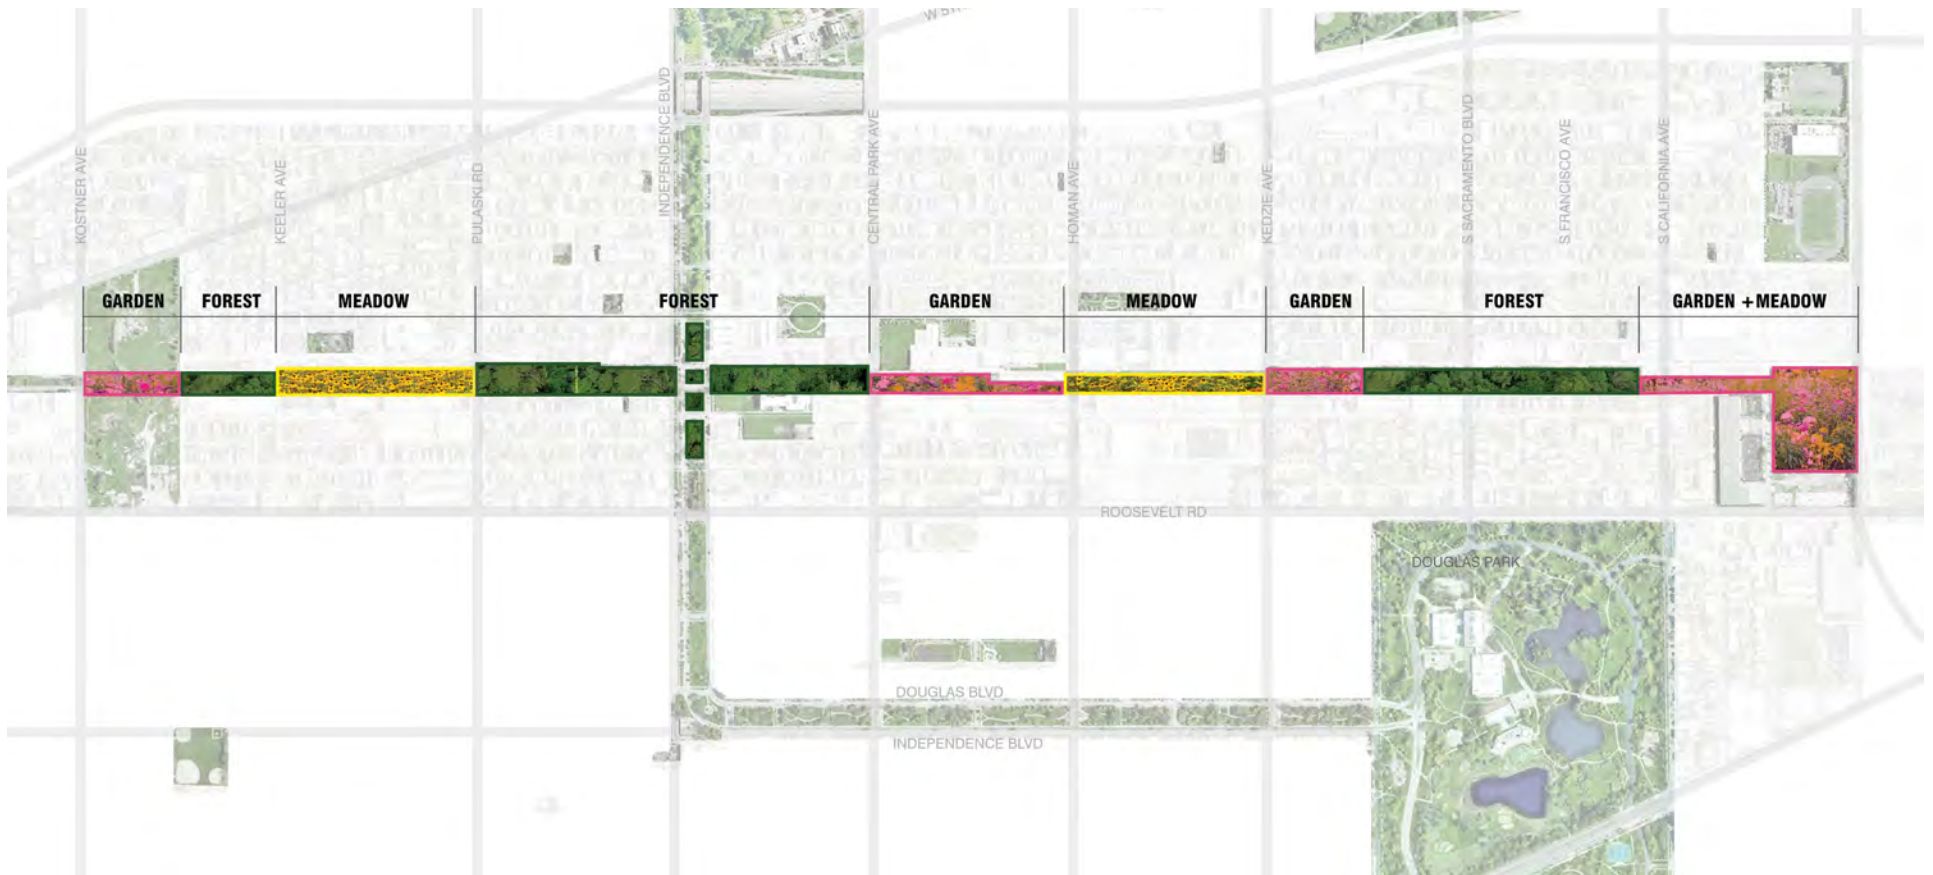 W 5TH
KOSTNER AVE
KEELER AVE
PULASKI RD
INDEPENDENCE BLVD
CENTRAL PARK AVE
HOMAN AVE
KEDZIE AVE
S SACRAMENTO BLVD
S FRANCISCO AVE
S CALIFORNIA AVE
GARDEN
FOREST
MEADOW
FOREST
GARDEN
MEADOW
GARDEN
FOREST
GARDEN + MEADOW
ROOSEVELT RD
DOUGLAS PARK
DOUGLAS BLVD
INDEPENDENCE BLVD